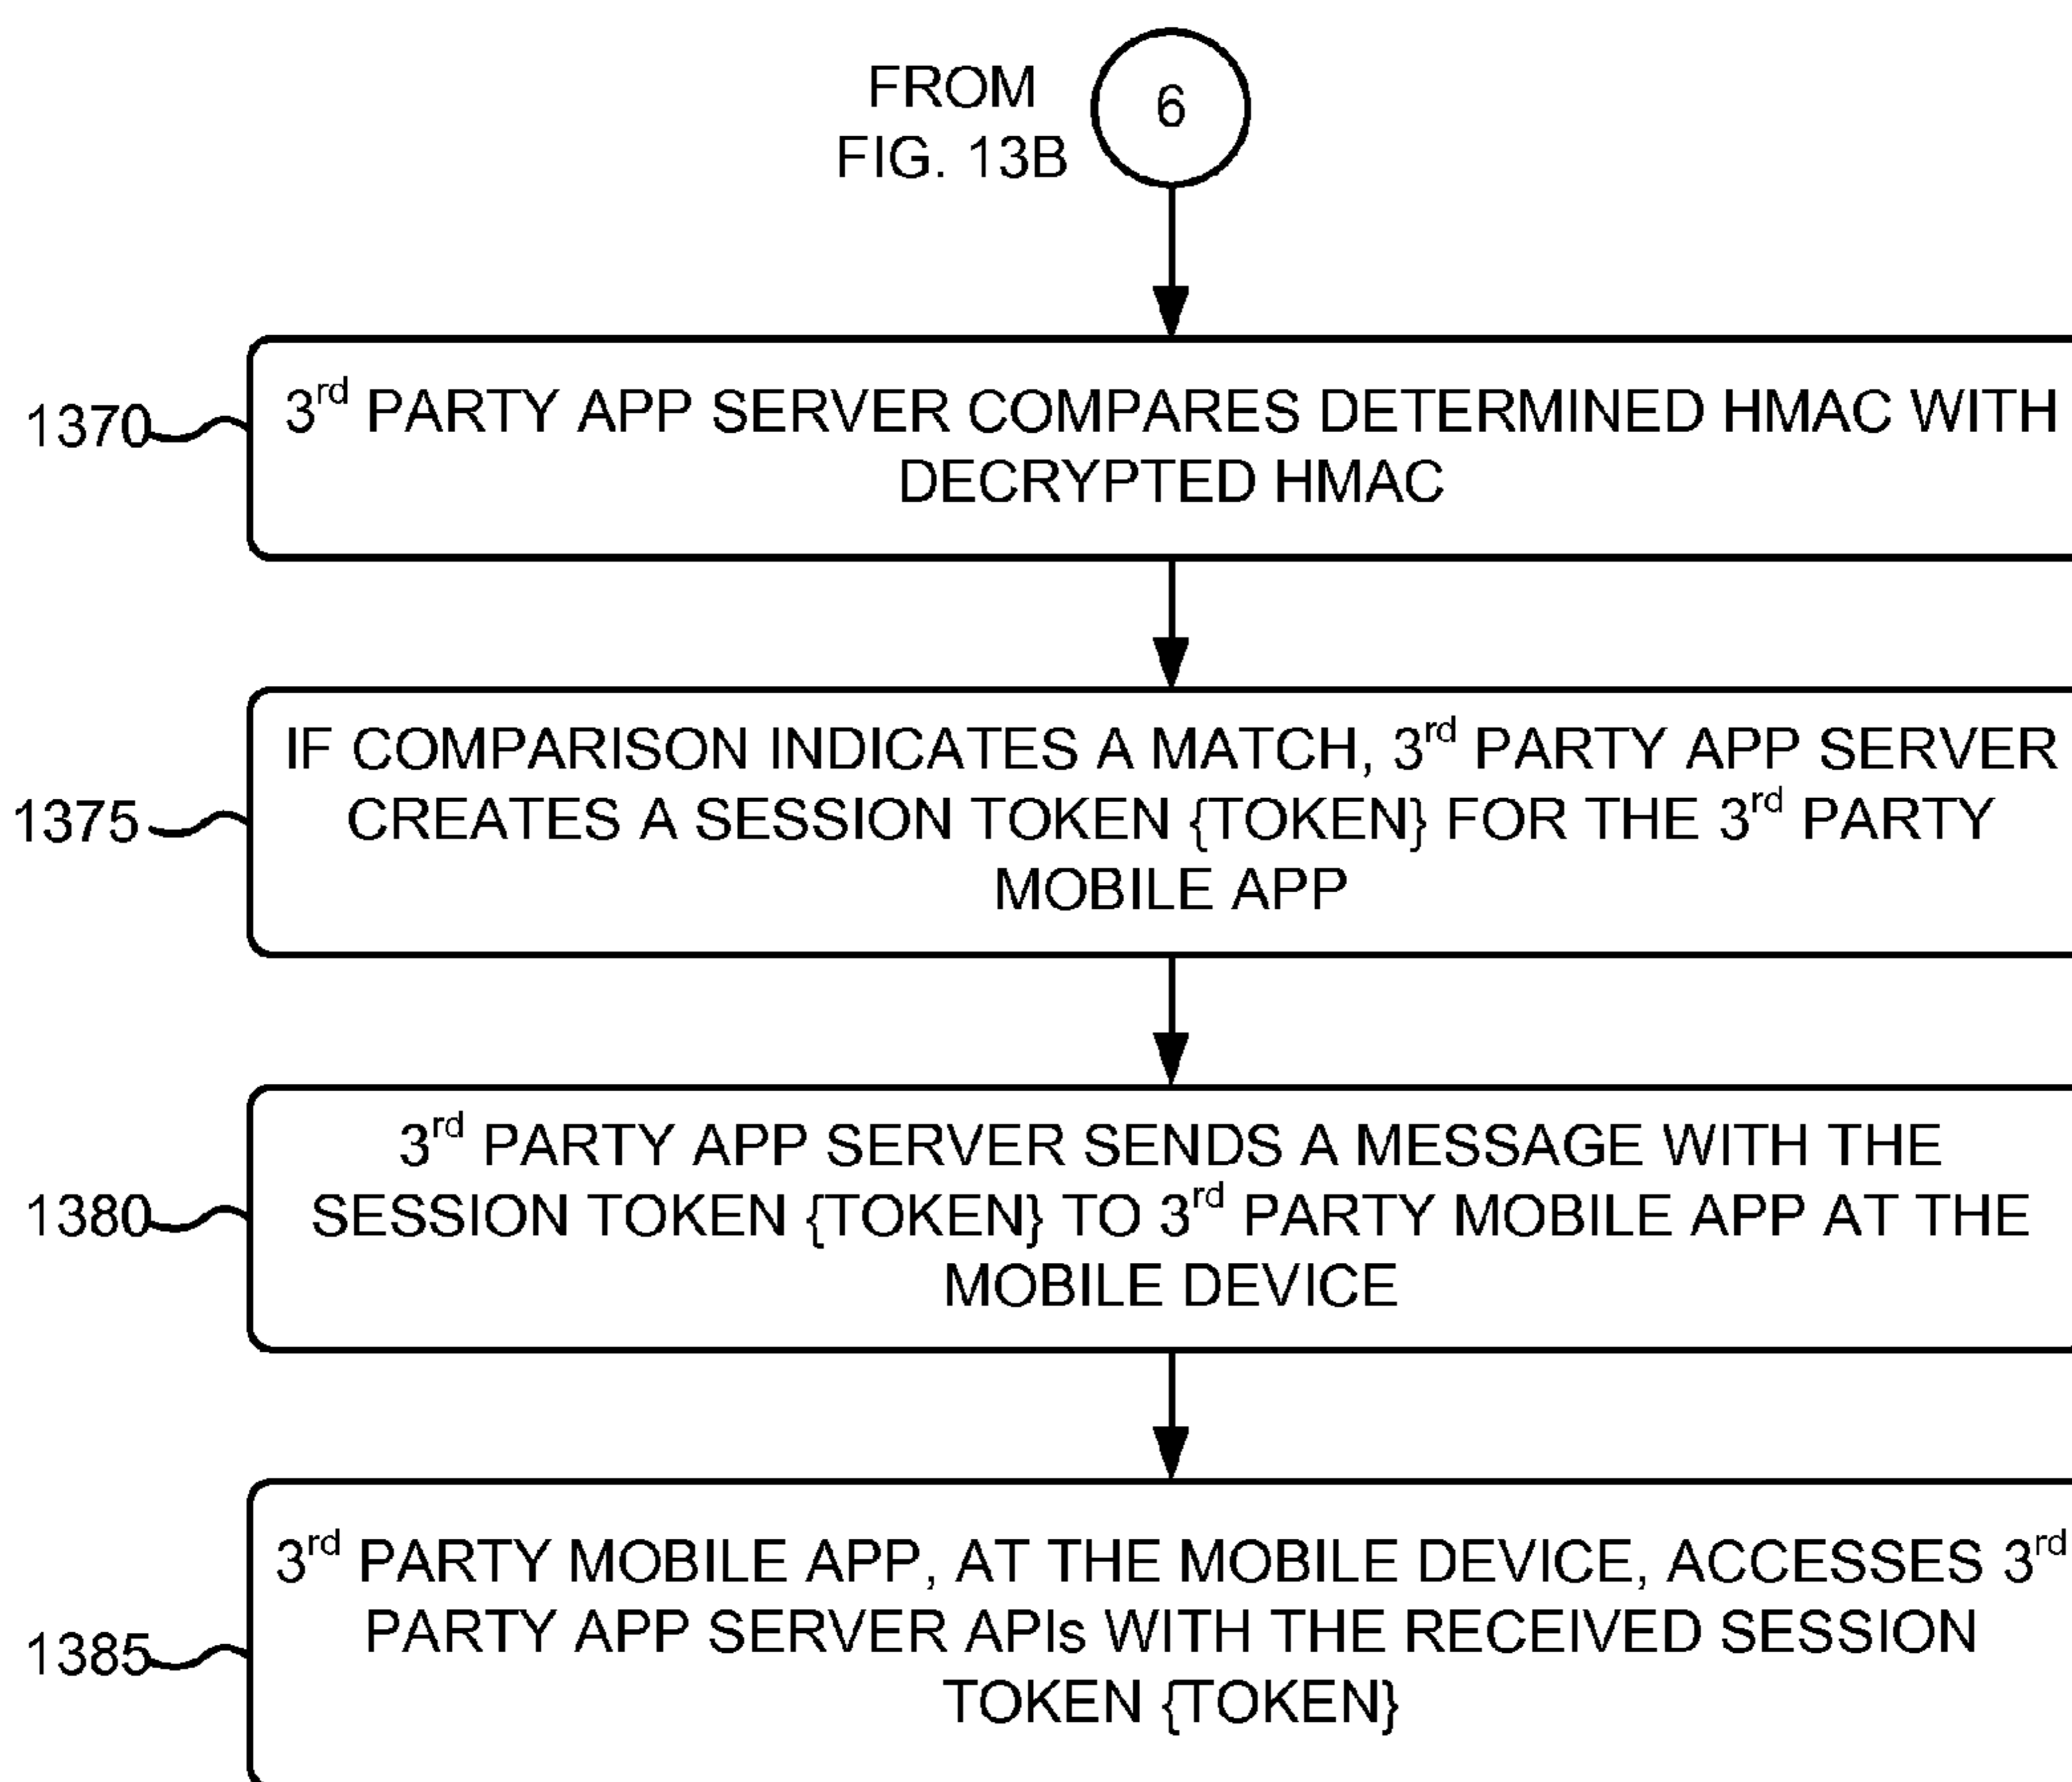 FROM
FIG. 13B
6
1370
3rd PARTY APP SERVER COMPARES DETERMINED HMAC WITH
DECRYPTED HMAC
1375
IF COMPARISON INDICATES A MATCH, 3rd PARTY APP SERVER
CREATES A SESSION TOKEN {TOKEN} FOR THE 3rd PARTY
MOBILE APP
1380
3rd PARTY APP SERVER SENDS A MESSAGE WITH THE
SESSION TOKEN {TOKEN} TO 3rd PARTY MOBILE APP AT THE
MOBILE DEVICE
1385
3rd PARTY MOBILE APP, AT THE MOBILE DEVICE, ACCESSES 3rd
PARTY APP SERVER APIs WITH THE RECEIVED SESSION
TOKEN {TOKEN}